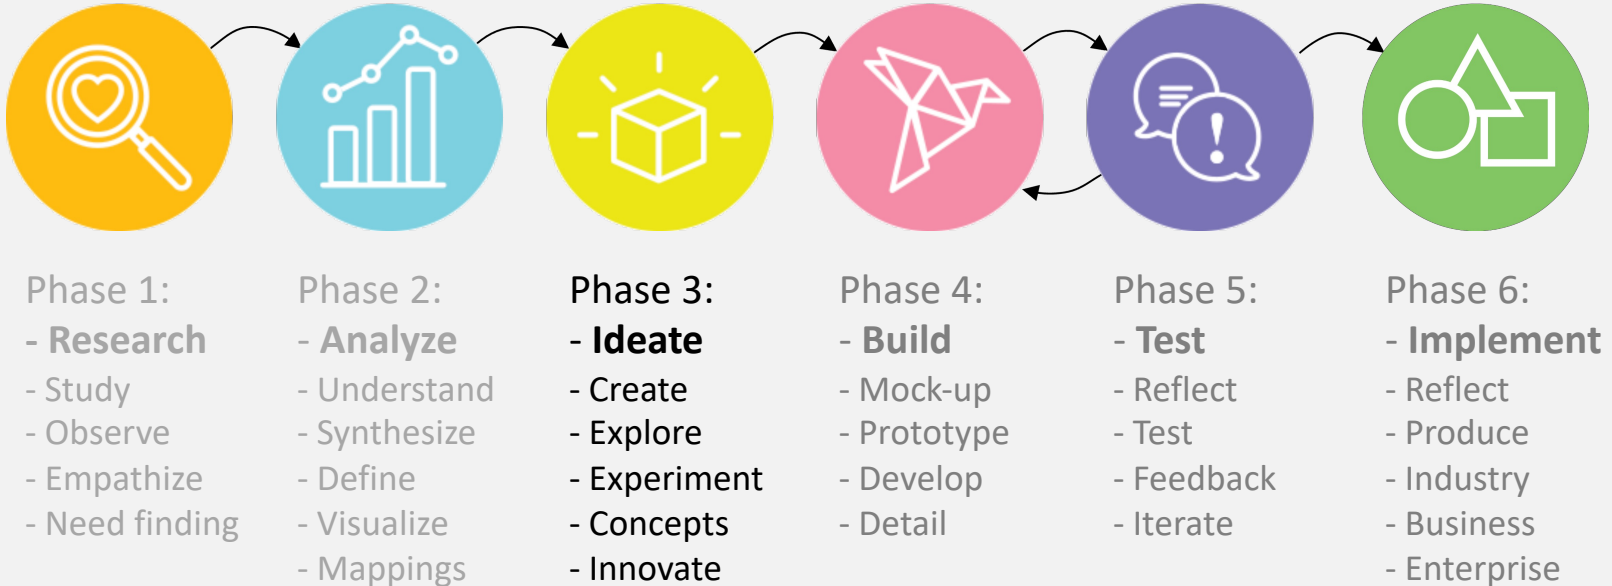 Phase 1:
- Research
- Study
- Observe
- Empathize
- Need finding
Phase 2:
- Analyze
- Understand
- Synthesize
- Define
- Visualize
- Mappings
Phase 3:
- Ideate
- Create
- Explore
- Experiment
- Concepts
- Innovate
Phase 4:
- Build
- Mock-up
- Prototype
- Develop
- Detail
Phase 5:
- Test
- Reflect
- Test
- Feedback
- Iterate
Phase 6:
- Implement
- Reflect
- Produce
- Industry
- Business
- Enterprise